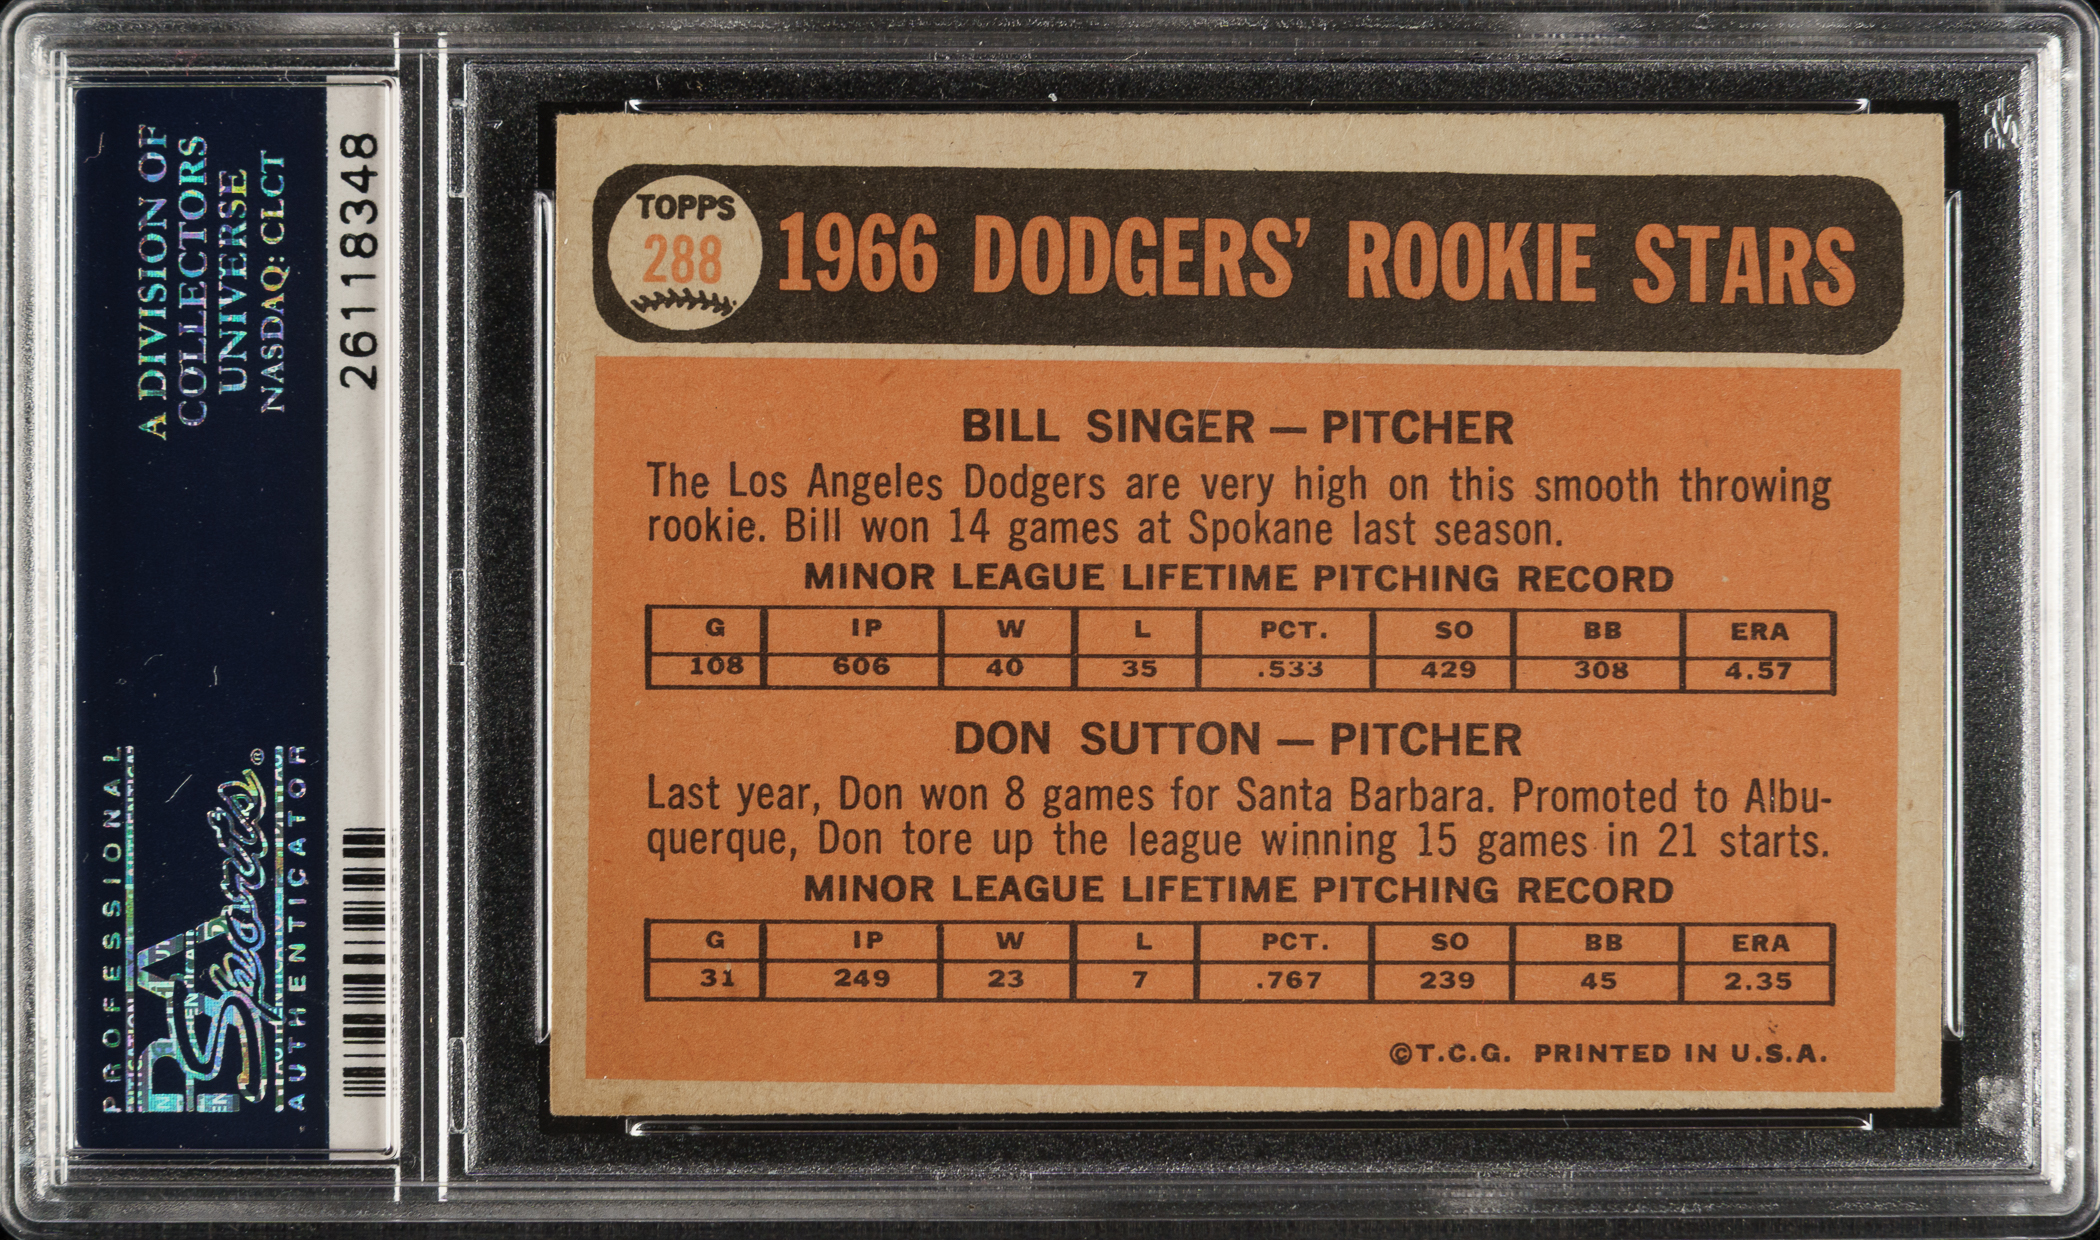 A DIVISION OF
COLLECTORS
UNIVERSE
NASDAQ: CLCT
26118348
PROFESSIONAL
PSA
Sports®
AUTHENTICATOR
TOPPS
288
1966 DODGERS' ROOKIE STARS
BILL SINGER — PITCHER
The Los Angeles Dodgers are very high on this smooth throwing
rookie. Bill won 14 games at Spokane last season.
MINOR LEAGUE LIFETIME PITCHING RECORD
G IP W L PCT. SO BB ERA
108 606 40 35 .533 429 308 4.57
DON SUTTON — PITCHER
Last year, Don won 8 games for Santa Barbara. Promoted to Albu-
querque, Don tore up the league winning 15 games in 21 starts.
MINOR LEAGUE LIFETIME PITCHING RECORD
G IP W L PCT. SO BB ERA
31 249 23 7 .767 239 45 2.35
©T.C.G. PRINTED IN U.S.A.